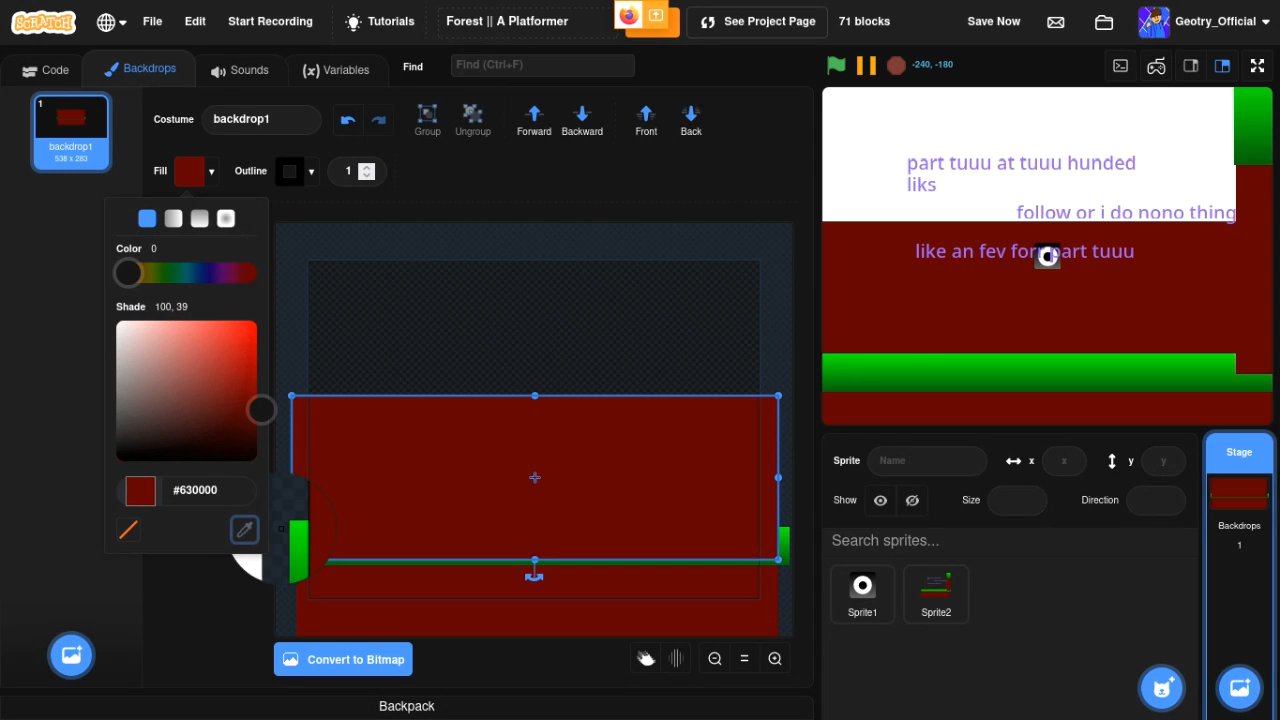 SCRATCH File Edit Start Recording Tutorials Forest || A Platformer See Project Page 71 blocks Save Now Geotry_Official
Code Backdrops Sounds (x) Variables Find Find (Ctrl+F) -240, -180
1
backdrop1
538 x 283
Costume backdrop1 Group Ungroup Forward Backward Front Back
Fill Outline 1
Color 0
Shade 100, 39
#630000
Convert to Bitmap
Backpack
part tuuu at tuuu hunded
liks
follow or i do nono thing
like an fev forr part tuuu
Sprite Name x x y y
Show Size Direction
Search sprites...
Sprite1 Sprite2
Stage
Backdrops
1